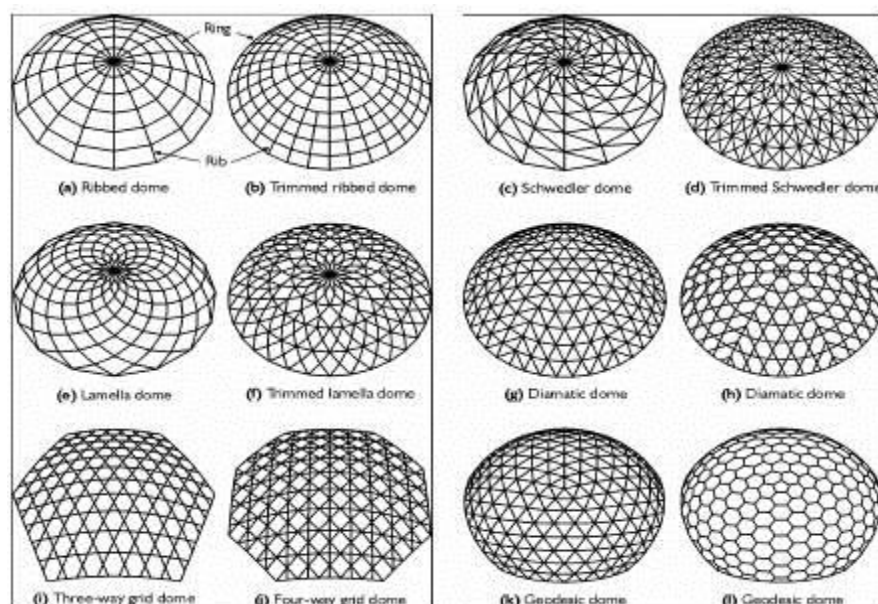 Ring
Rib
(a) Ribbed dome
(b) Trimmed ribbed dome
(c) Schwedler dome
(d) Trimmed Schwedler dome
(e) Lamella dome
(f) Trimmed lamella dome
(g) Diamatic dome
(h) Diamatic dome
(i) Three-way grid dome
(j) Four-way grid dome
(k) Geodesic dome
(l) Geodesic dome